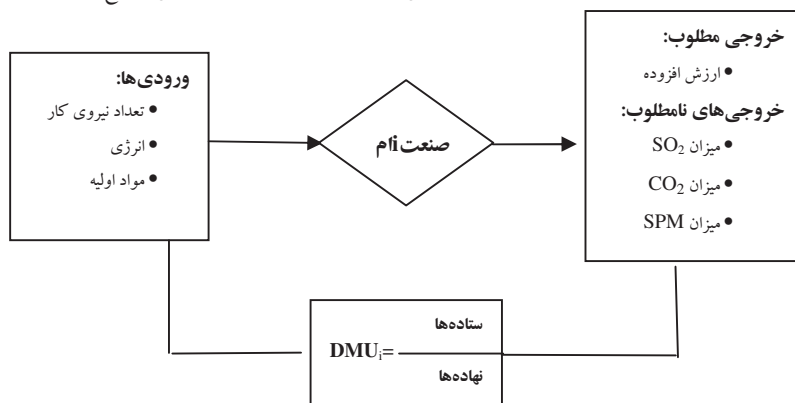 ورودی‌ها:
• تعداد نیروی کار
• انرژی
• مواد اولیه
صنعت iام
خروجی مطلوب:
• ارزش افزوده
خروجی‌های نامطلوب:
• میزان SO₂
• میزان CO₂
• میزان SPM
ستاده‌ها
DMUᵢ=
نهاده‌ها